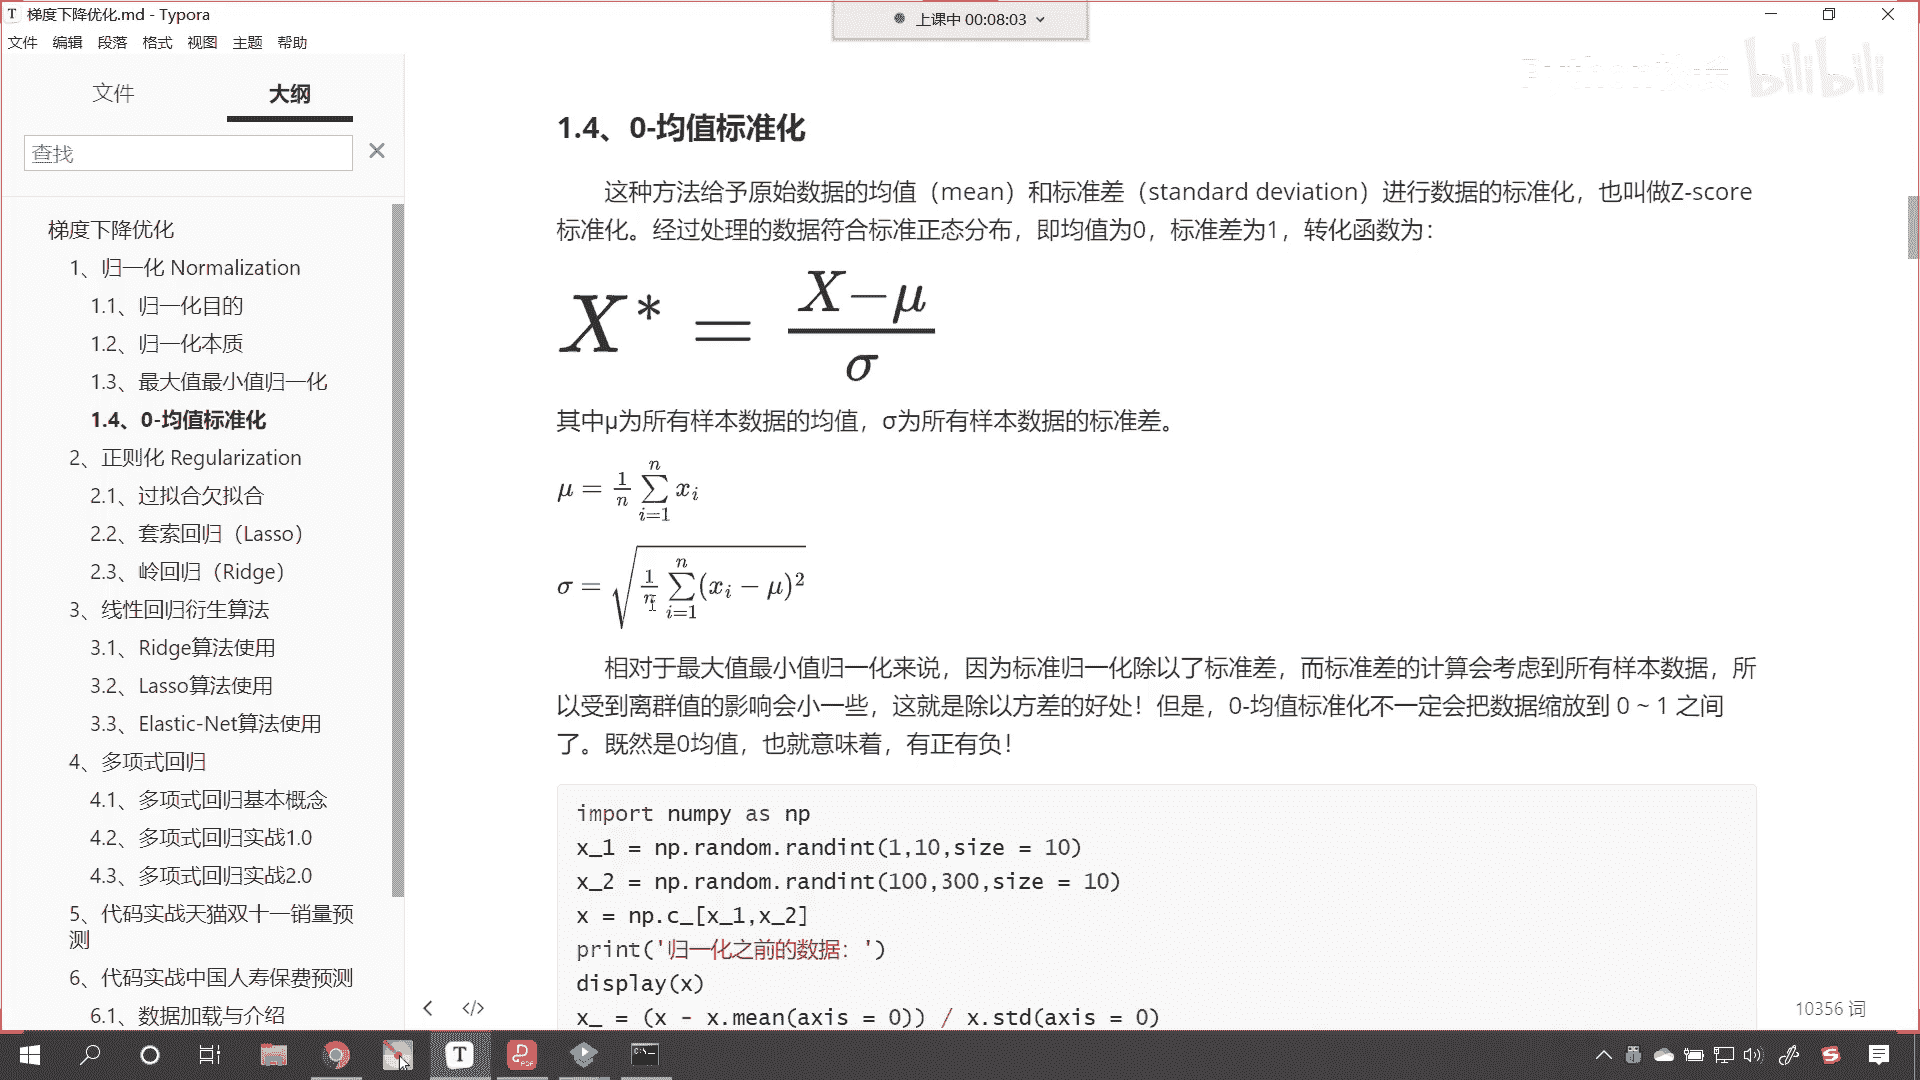 梯度下降优化.md - Typora
上课中 00:08:03
文件 编辑 段落 格式 视图 主题 帮助
bilibili
文件 大纲
查找
梯度下降优化
1、归一化 Normalization
1.1、归一化目的
1.2、归一化本质
1.3、最大值最小值归一化
1.4、0-均值标准化
2、正则化 Regularization
2.1、过拟合欠拟合
2.2、套索回归（Lasso）
2.3、岭回归（Ridge）
3、线性回归衍生算法
3.1、Ridge算法使用
3.2、Lasso算法使用
3.3、Elastic-Net算法使用
4、多项式回归
4.1、多项式回归基本概念
4.2、多项式回归实战1.0
4.3、多项式回归实战2.0
5、代码实战天猫双十一销量预
测
6、代码实战中国人寿保费预测
6.1、数据加载与介绍
1.4、0-均值标准化
这种方法给予原始数据的均值（mean）和标准差（standard deviation）进行数据的标准化，也叫做Z-score
标准化。经过处理的数据符合标准正态分布，即均值为0，标准差为1，转化函数为：
X* = (X−μ)/σ
其中μ为所有样本数据的均值，σ为所有样本数据的标准差。
μ = 1/n ∑_{i=1}^{n} x_i
σ = √(1/n ∑_{i=1}^{n} (x_i − μ)²)
相对于最大值最小值归一化来说，因为标准归一化除以了标准差，而标准差的计算会考虑到所有样本数据，所
以受到离群值的影响会小一些，这就是除以方差的好处！但是，0-均值标准化不一定会把数据缩放到 0 ~ 1 之间
了。既然是0均值，也就意味着，有正有负！
import numpy as np
x_1 = np.random.randint(1,10,size = 10)
x_2 = np.random.randint(100,300,size = 10)
x = np.c_[x_1,x_2]
print('归一化之前的数据：')
display(x)
x_ = (x - x.mean(axis = 0)) / x.std(axis = 0)
10356 词